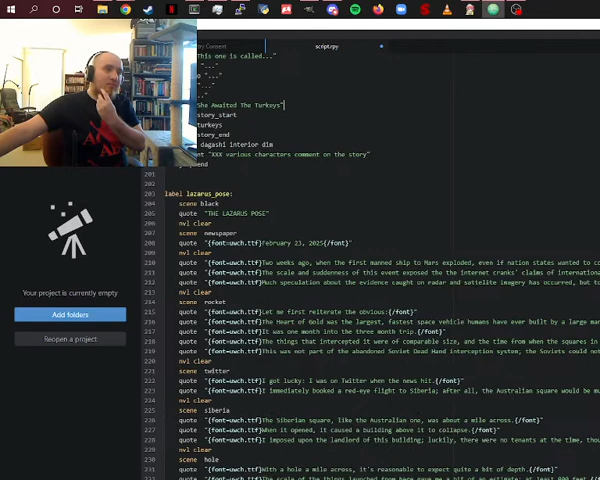 ry Consent
script.rpy
This one is called..."
"..."
o "..."
"..."
.."
She Awaited The Turkeys"
story_start
turkeys
story_end
dagashi interior dim
nt "XXX various characters comment on the story"
end
201
202
203 label lazarus_pose:
204 scene black
205 quote "THE LAZARUS POSE"
206 nvl clear
207 scene newspaper
208 quote "{font=uwch.ttf}February 23, 2025{/font}"
209 nvl clear
210 quote "{font=uwch.ttf}Two weeks ago, when the first manned ship to Mars exploded, even if nation states wanted to co
211 quote "{font=uwch.ttf}The scale and suddenness of this event exposed the the internet cranks' claims of internationa
212 quote "{font=uwch.ttf}Much speculation about the evidence caught on radar and satellite imagery has occurred, but to
213 nvl clear
214 scene rocket
215 quote "{font=uwch.ttf}Let me first reiterate the obvious:{/font}"
216 quote "{font=uwch.ttf}The Heart of Gold was the largest, fastest space vehicle humans have ever built by a large mar
217 quote "{font=uwch.ttf}It was one month into the three month trip.{/font}"
218 quote "{font=uwch.ttf}The things that intercepted it were of comparable size, and the time from when the squares in
219 quote "{font=uwch.ttf}This was not part of the abandoned Soviet Dead Hand interception system; the Soviets could not
220 nvl clear
221 scene twitter
222 quote "{font=uwch.ttf}I got lucky: I was on Twitter when the news hit.{/font}"
223 quote "{font=uwch.ttf}I immediately booked a red-eye flight to Siberia; after all, the Australian square would be mu
224 nvl clear
225 scene siberia
226 quote "{font=uwch.ttf}The Siberian square, like the Australian one, was about a mile across.{/font}"
227 quote "{font=uwch.ttf}When it opened, it caused a building above it to collapse.{/font}"
228 quote "{font=uwch.ttf}I imposed upon the landlord of this building; luckily, there were no tenants at the time, thou
229 nvl clear
230 scene hole
231 quote "{font=uwch.ttf}With a hole a mile across, it's reasonable to expect quite a bit of depth.{/font}"
Your project is currently empty
Add folders
Reopen a project